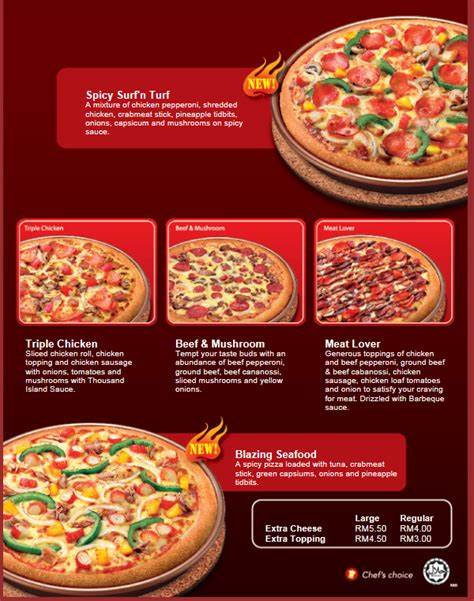 NEW!
Spicy Surf'n Turf
A mixture of chicken pepperoni, shredded
chicken, crabmeat stick, pineapple tidbits,
onions, capsicum and mushrooms on spicy
sauce.
Triple Chicken
Beef & Mushroom
Meat Lover
Triple Chicken
Sliced chicken roll, chicken
topping and chicken sausage
with onions, tomatoes and
mushrooms with Thousand
Island Sauce.
Beef & Mushroom
Tempt your taste buds with an
abundance of beef pepperoni,
ground beef, beef cananossi,
sliced mushrooms and yellow
onions.
Meat Lover
Generous toppings of chicken
and beef pepperoni, ground beef
& beef cabanossi, chicken
sausage, chicken loaf tomatoes
and onion to satisfy your craving
for meat. Drizzled with Barbeque
sauce.
NEW!
Blazing Seafood
A spicy pizza loaded with tuna, crabmeat
stick, green capsiums, onions and pineapple
tidbits.
Large Regular
Extra Cheese RM5.50 RM4.00
Extra Topping RM4.50 RM3.00
Chef's choice